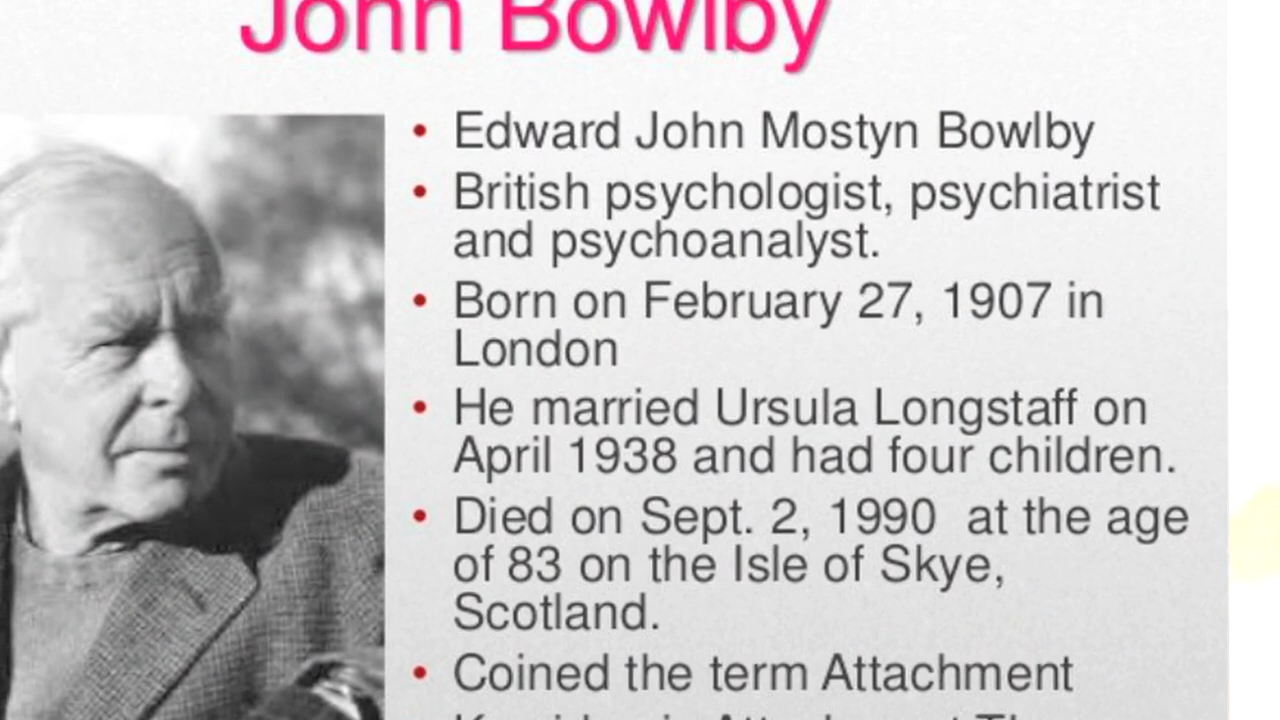 John Bowlby
• Edward John Mostyn Bowlby
• British psychologist, psychiatrist
and psychoanalyst.
• Born on February 27, 1907 in
London
• He married Ursula Longstaff on
April 1938 and had four children.
• Died on Sept. 2, 1990  at the age
of 83 on the Isle of Skye,
Scotland.
• Coined the term Attachment